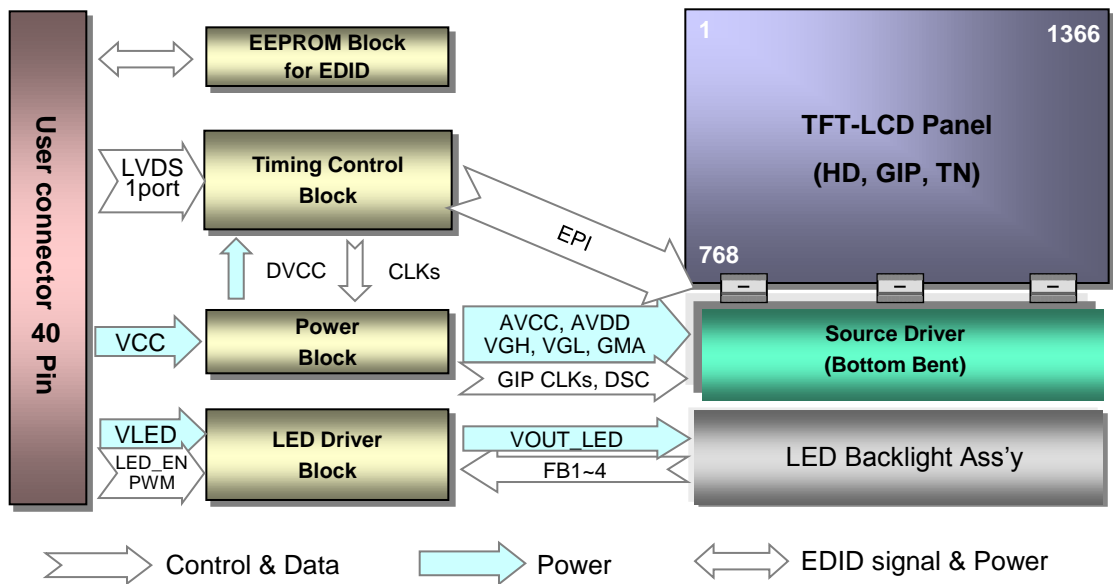 EEPROM Block
for EDID
1
1366
TFT-LCD Panel
(HD, GIP, TN)
768
User connector
40
Pin
LVDS
1port
Timing Control
Block
EPI
DVCC
CLKs
VCC
Power
Block
AVCC, AVDD
VGH, VGL, GMA
GIP CLKs, DSC
Source Driver
(Bottom Bent)
VLED
LED_EN
PWM
LED Driver
Block
VOUT_LED
FB1~4
LED Backlight Ass'y
Control & Data
Power
EDID signal & Power